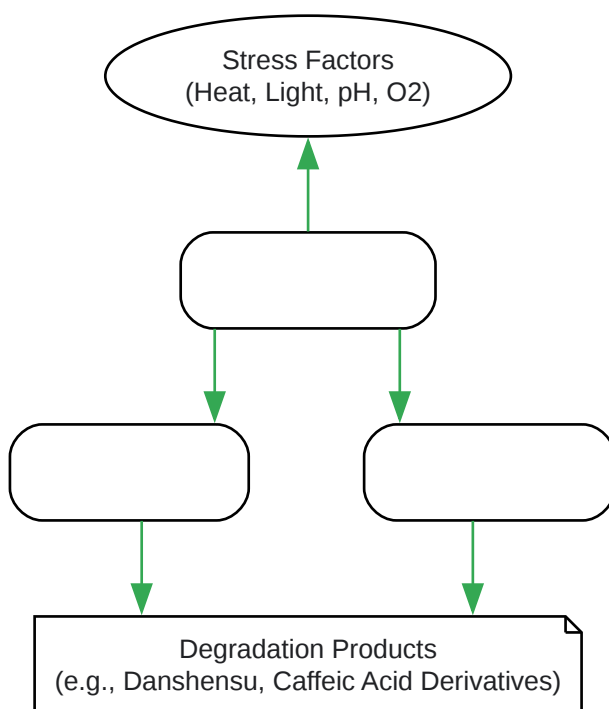 Stress Factors
(Heat, Light, pH, O2)
Degradation Products
(e.g., Danshensu, Caffeic Acid Derivatives)